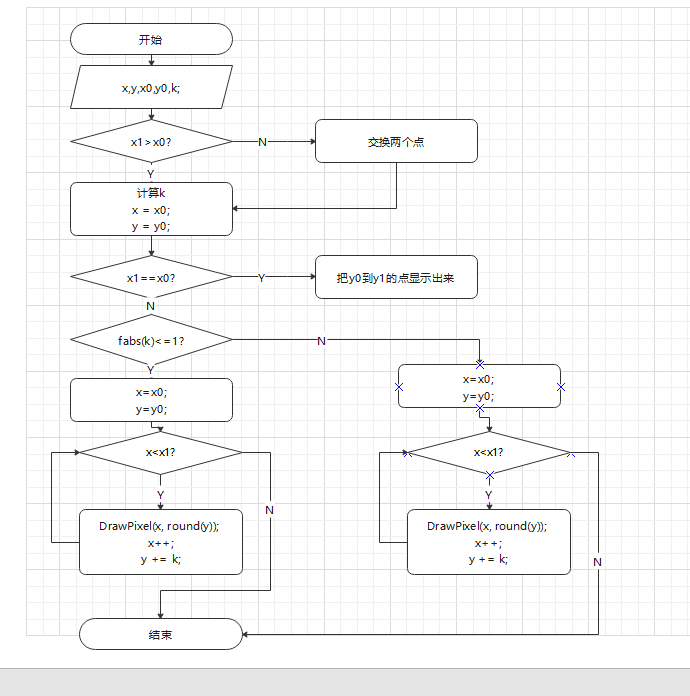 开始
x,y,x0,y0,k;
x1>x0?
N
交换两个点
Y
计算k
x = x0;
y = y0;
x1==x0?
Y
把y0到y1的点显示出来
N
fabs(k)<=1?
N
Y
x=x0;
y=y0;
x=x0;
y=y0;
x<x1?
x<x1?
Y
Y
N
DrawPixel(x, round(y));
x++;
y += k;
DrawPixel(x, round(y));
x++;
y += k;
N
结束